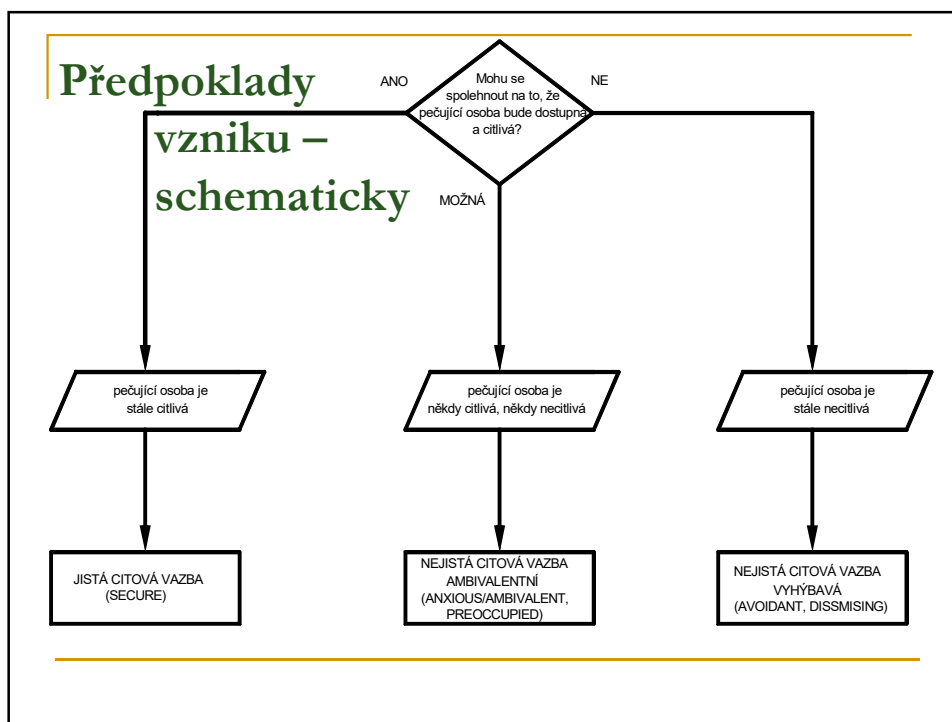 Předpoklady
vzniku –
schematicky
ANO
Mohu se
spolehnout na to, že
pečující osoba bude dostupná
a citlivá?
NE
MOŽNÁ
pečující osoba je
stále citlivá
pečující osoba je
někdy citlivá, někdy necitlivá
pečující osoba je
stále necitlivá
JISTÁ CITOVÁ VAZBA
(SECURE)
NEJISTÁ CITOVÁ VAZBA
AMBIVALENTNÍ
(ANXIOUS/AMBIVALENT,
PREOCCUPIED)
NEJISTÁ CITOVÁ VAZBA
VYHÝBAVÁ
(AVOIDANT, DISSMISING)